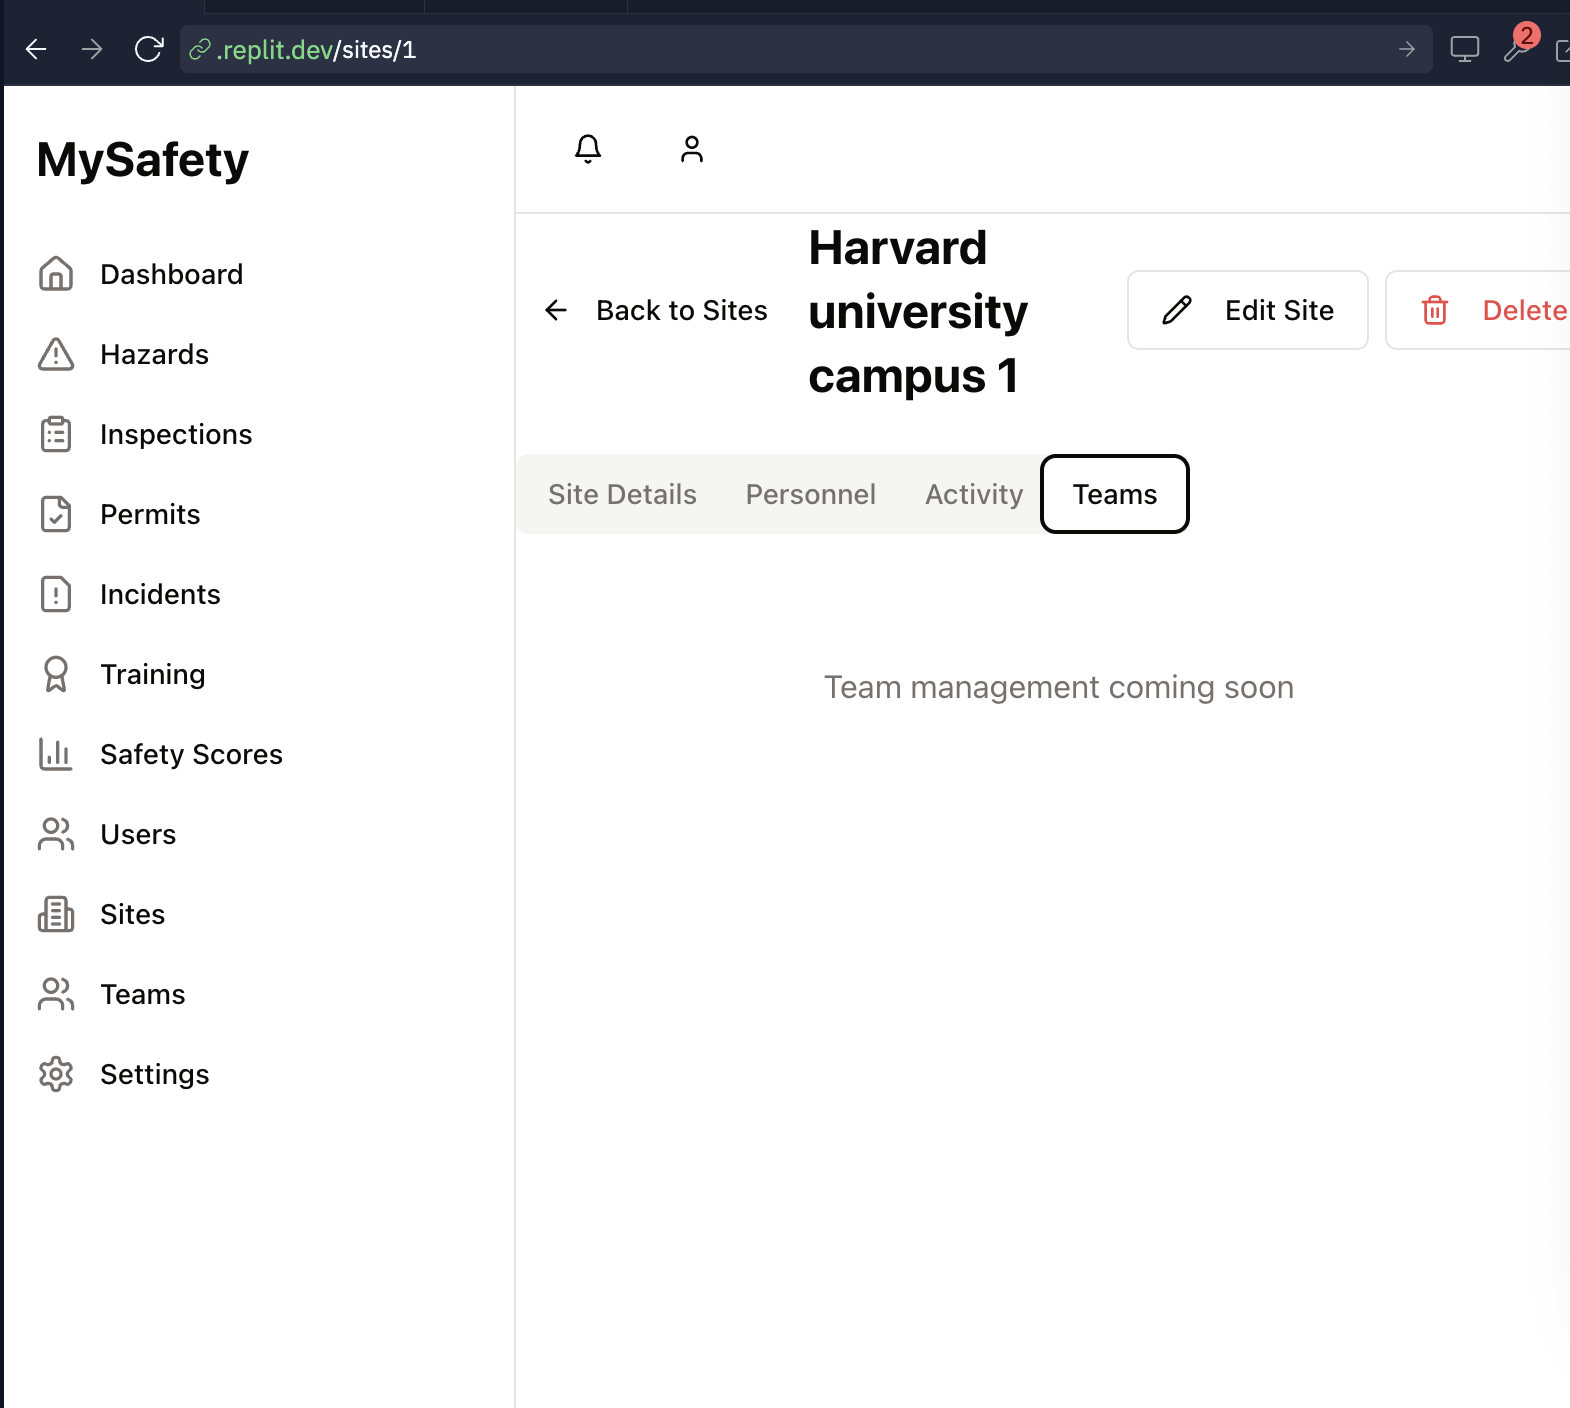 .replit.dev/sites/1
2
MySafety
Dashboard
Hazards
Inspections
Permits
Incidents
Training
Safety Scores
Users
Sites
Teams
Settings
Back to Sites
Harvard
university
campus 1
Edit Site
Delete
Site Details
Personnel
Activity
Teams
Team management coming soon